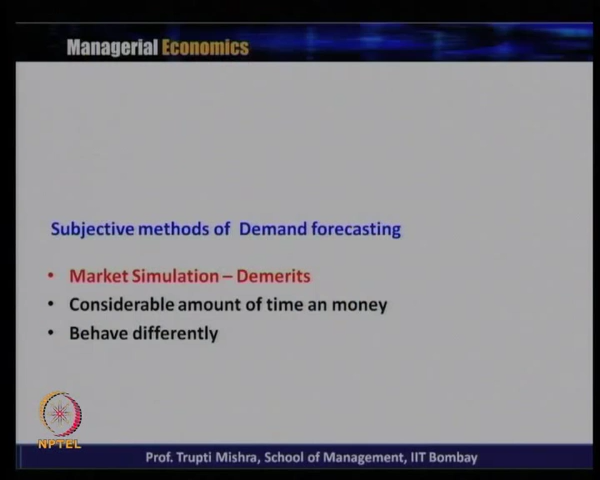 Managerial Economics
Subjective methods of Demand forecasting
• Market Simulation – Demerits
• Considerable amount of time an money
• Behave differently
NPTEL
Prof. Trupti Mishra, School of Management, IIT Bombay